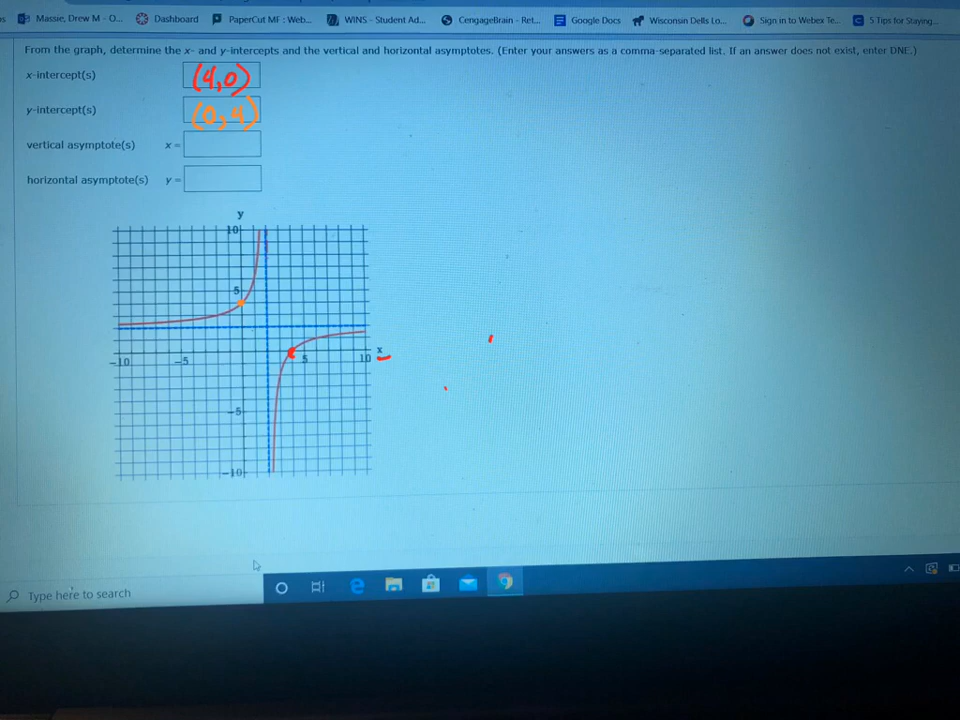 Massie, Drew M - O... Dashboard PaperCut MF : Web... WINS - Student Ad... CengageBrain - Ret... Google Docs Wisconsin Dells Lo... Sign in to Webex Te... 5 Tips for Staying...
From the graph, determine the x- and y-intercepts and the vertical and horizontal asymptotes. (Enter your answers as a comma-separated list. If an answer does not exist, enter DNE.)
x-intercept(s) (4,0)
y-intercept(s) (0,4)
vertical asymptote(s) x =
horizontal asymptote(s) y =
y
10
5
x
-10 -5 5 10
-5
-10
Type here to search